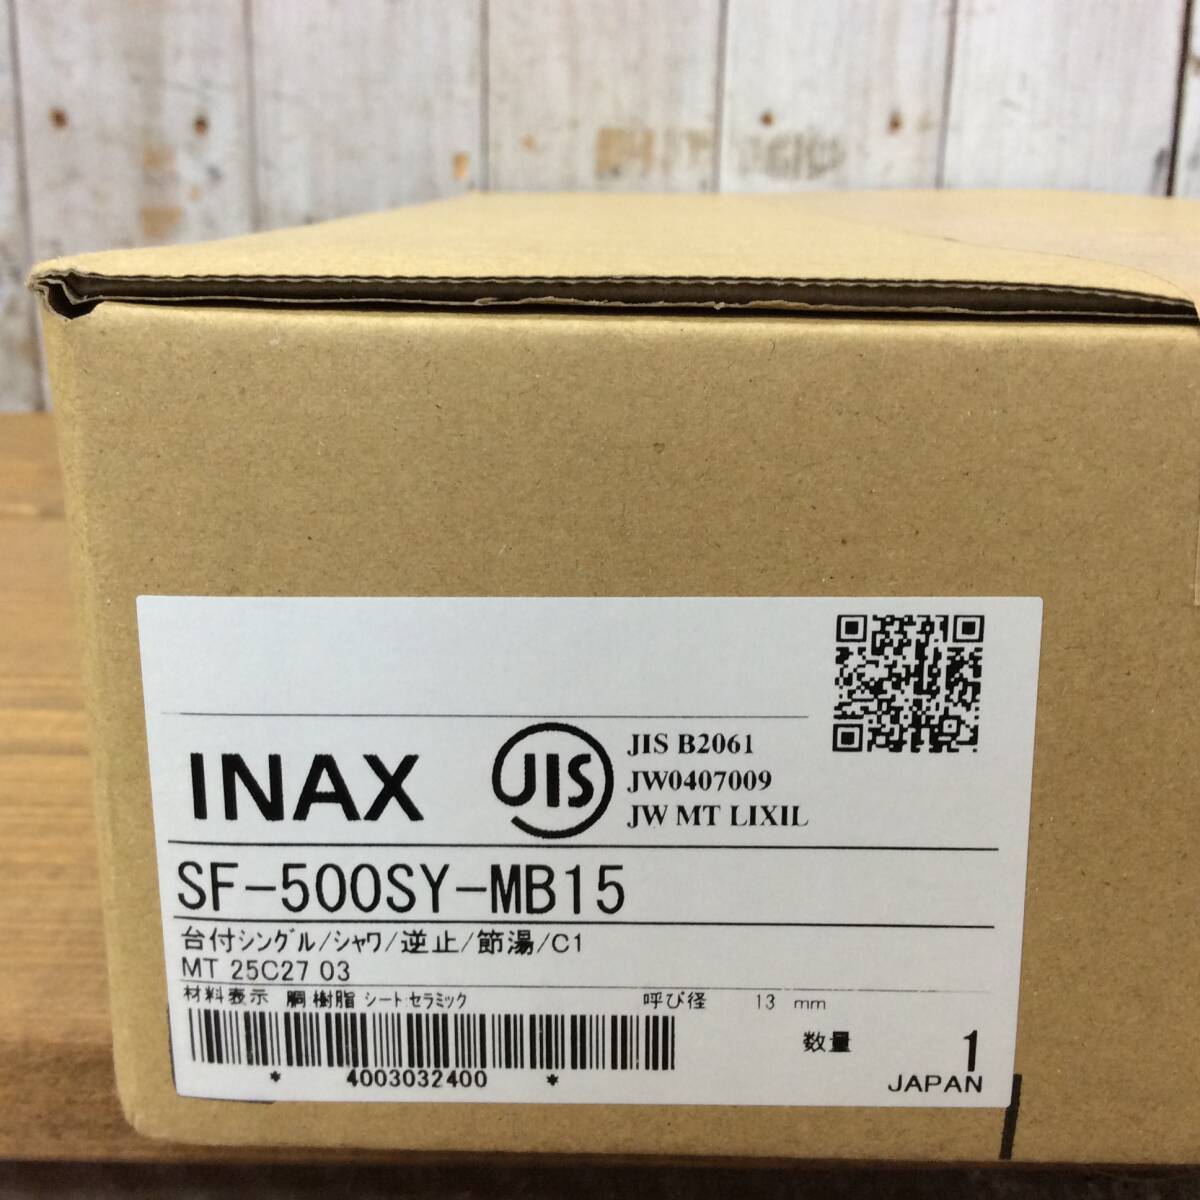 INAX
JIS
JIS B2061
JW0407009
JW MT LIXIL
SF-500SY-MB15
台付シングル/シャワ/逆止/節湯/C1
MT 25C27 03
材料表示 胴:樹脂 シート:セラミック 呼び径 13 mm
数量 1
* 4003032400 *
JAPAN